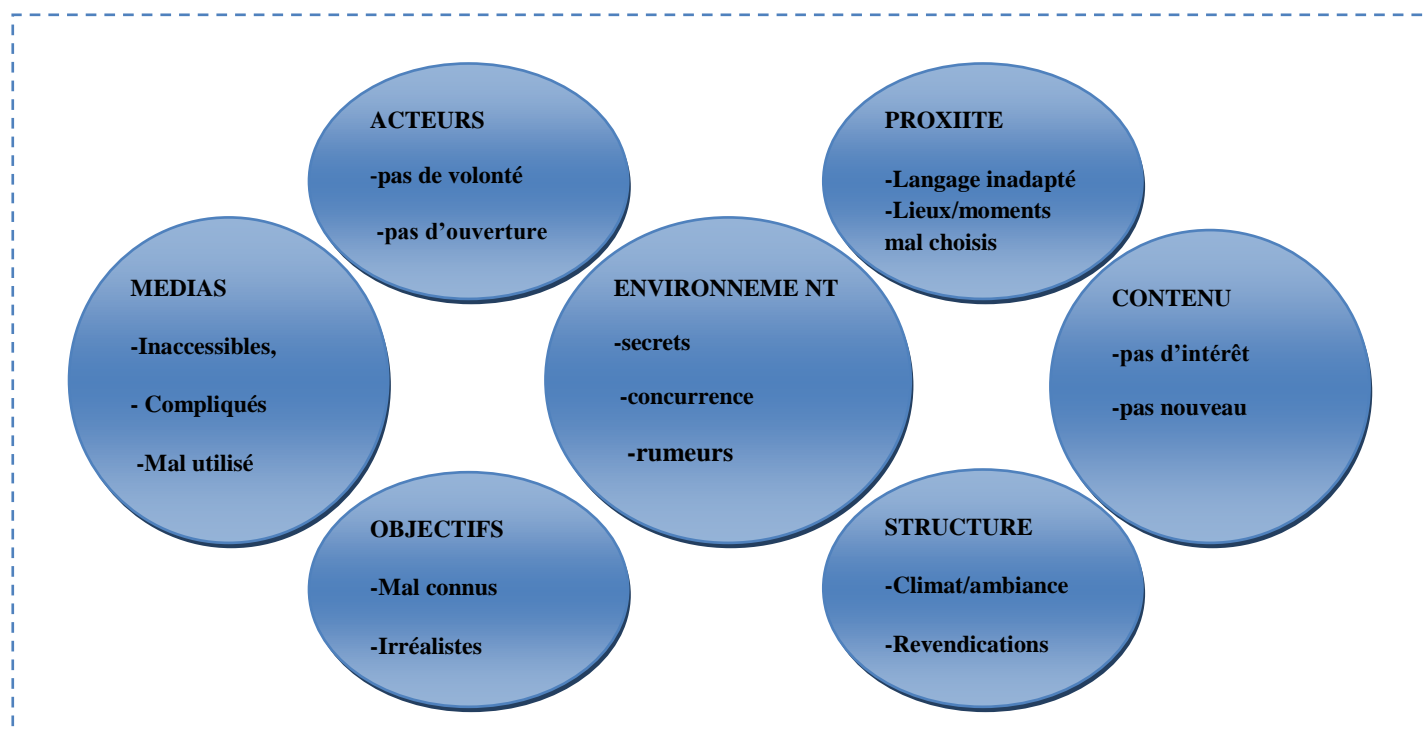 ACTEURS
-pas de volonté
-pas d’ouverture
PROXIITE
-Langage inadapté
-Lieux/moments
mal choisis
MEDIAS
-Inaccessibles,
- Compliqués
-Mal utilisé
ENVIRONNEME NT
-secrets
-concurrence
-rumeurs
CONTENU
-pas d’intérêt
-pas nouveau
OBJECTIFS
-Mal connus
-Irréalistes
STRUCTURE
-Climat/ambiance
-Revendications